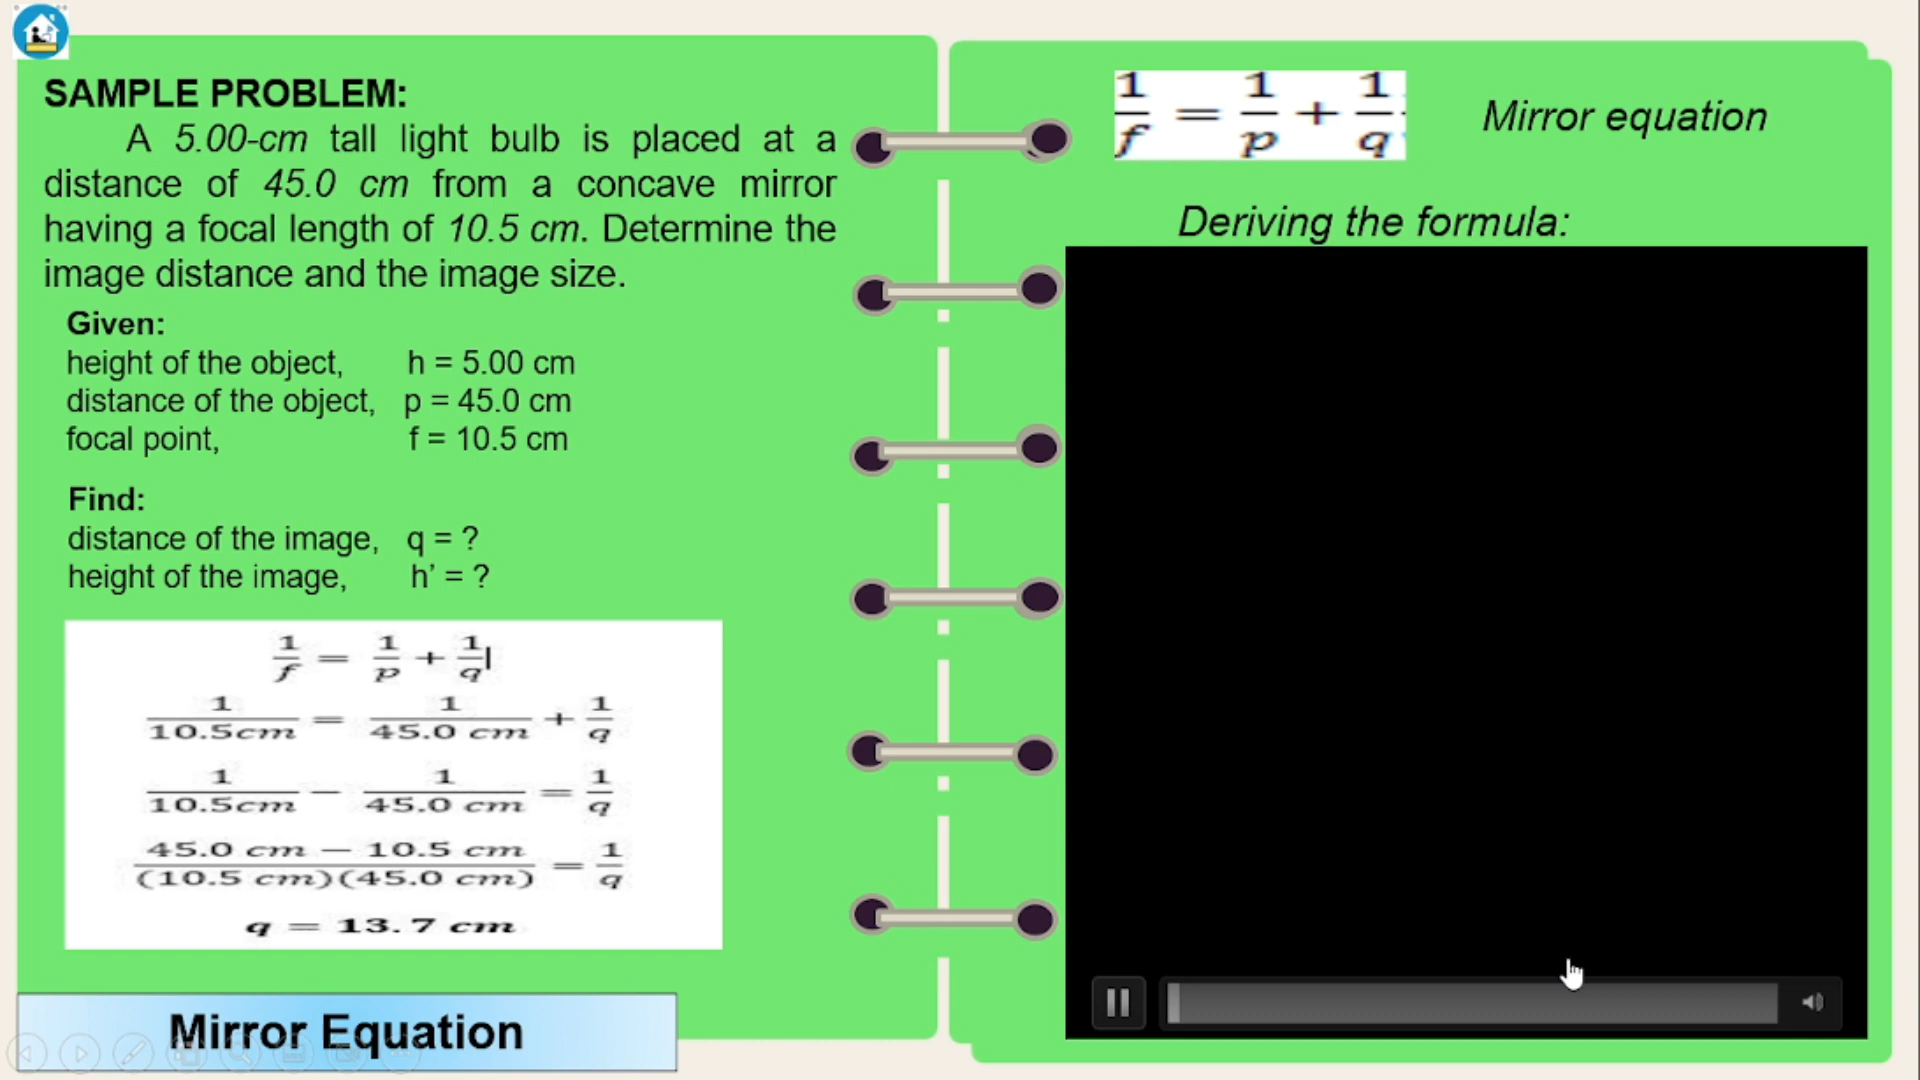 SAMPLE PROBLEM:
A 5.00-cm tall light bulb is placed at a
distance of 45.0 cm from a concave mirror
having a focal length of 10.5 cm. Determine the
image distance and the image size.
Given:
height of the object, h = 5.00 cm
distance of the object, p = 45.0 cm
focal point, f = 10.5 cm
Find:
distance of the image, q = ?
height of the image, h’ = ?
1/f = 1/p + 1/q
1/10.5cm = 1/45.0 cm + 1/q
1/10.5cm − 1/45.0 cm = 1/q
45.0 cm − 10.5 cm/(10.5 cm)(45.0 cm) = 1/q
q = 13.7 cm
Mirror Equation
1/f = 1/p + 1/q
Mirror equation
Deriving the formula: